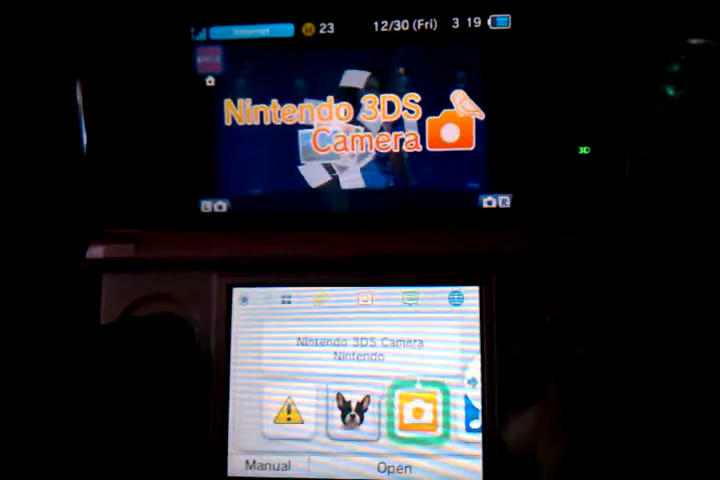 Internet 23 12/30 (Fri) 3 19
Nintendo 3DS
Camera
3D
L R
Nintendo 3DS Camera
Nintendo
Manual Open